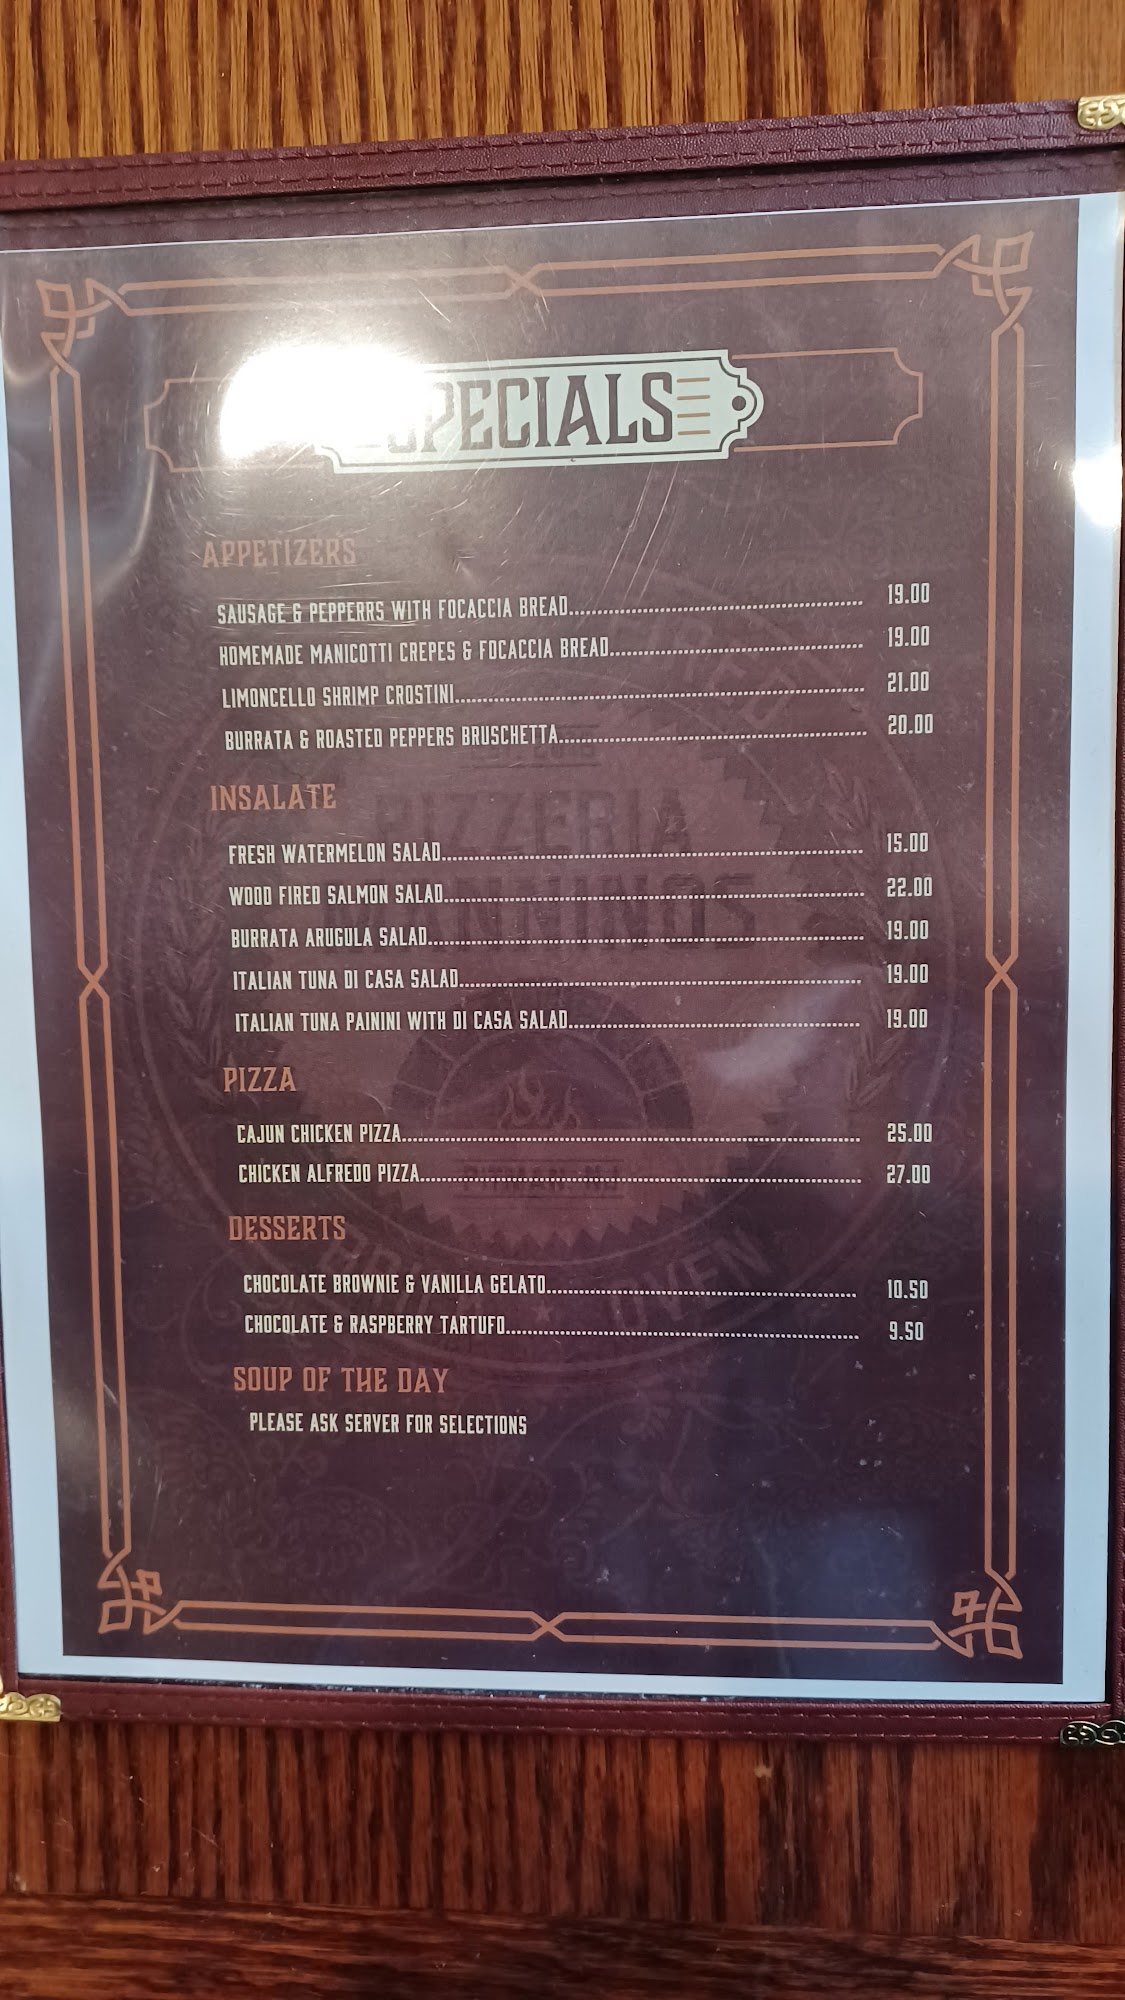 SPECIALS
APPETIZERS
SAUSAGE & PEPPERRS WITH FOCACCIA BREAD 19.00
HOMEMADE MANICOTTI CREPES & FOCACCIA BREAD 19.00
LIMONCELLO SHRIMP CROSTINI 21.00
BURRATA & ROASTED PEPPERS BRUSCHETTA 20.00
INSALATE
FRESH WATERMELON SALAD 15.00
WOOD FIRED SALMON SALAD 22.00
BURRATA ARUGULA SALAD 19.00
ITALIAN TUNA DI CASA SALAD 19.00
ITALIAN TUNA PAININI WITH DI CASA SALAD 19.00
PIZZA
CAJUN CHICKEN PIZZA 25.00
CHICKEN ALFREDO PIZZA 27.00
DESSERTS
CHOCOLATE BROWNIE & VANILLA GELATO 10.50
CHOCOLATE & RASPBERRY TARTUFO 9.50
SOUP OF THE DAY
PLEASE ASK SERVER FOR SELECTIONS
PIZZERIA
OVEN